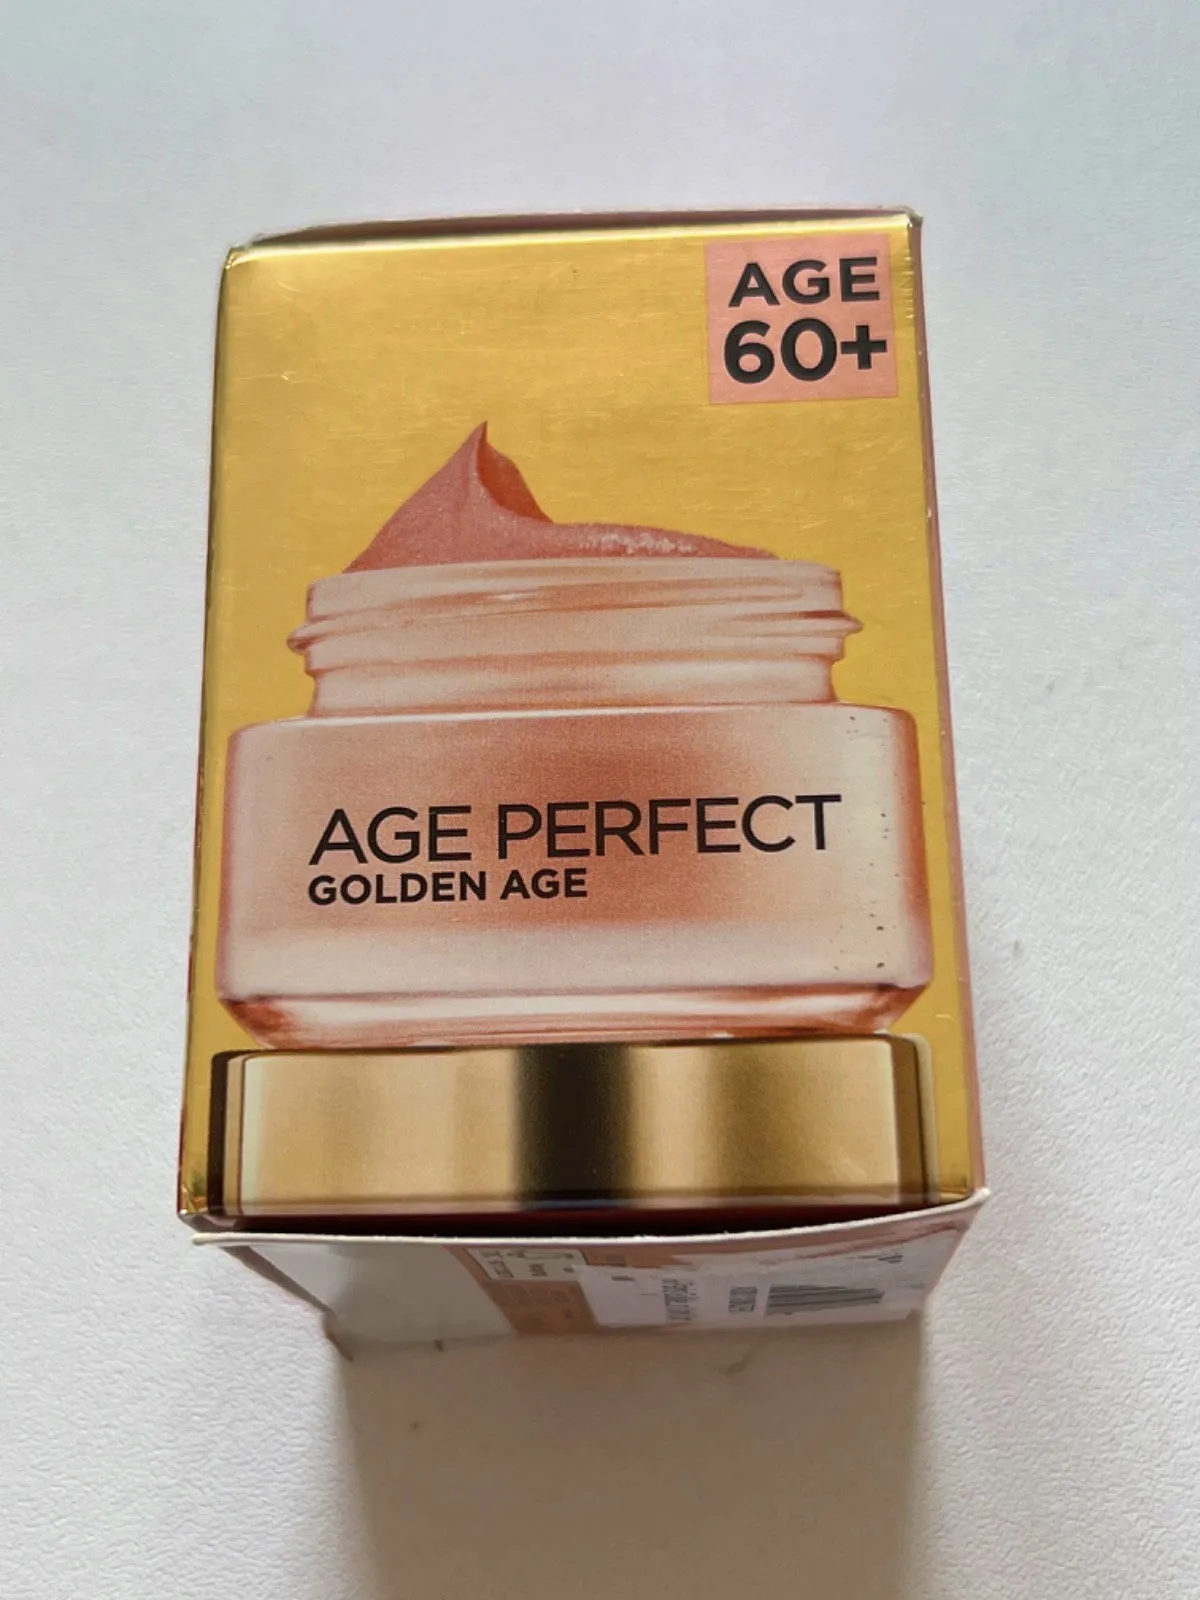 AGE
60+
AGE PERFECT
GOLDEN AGE